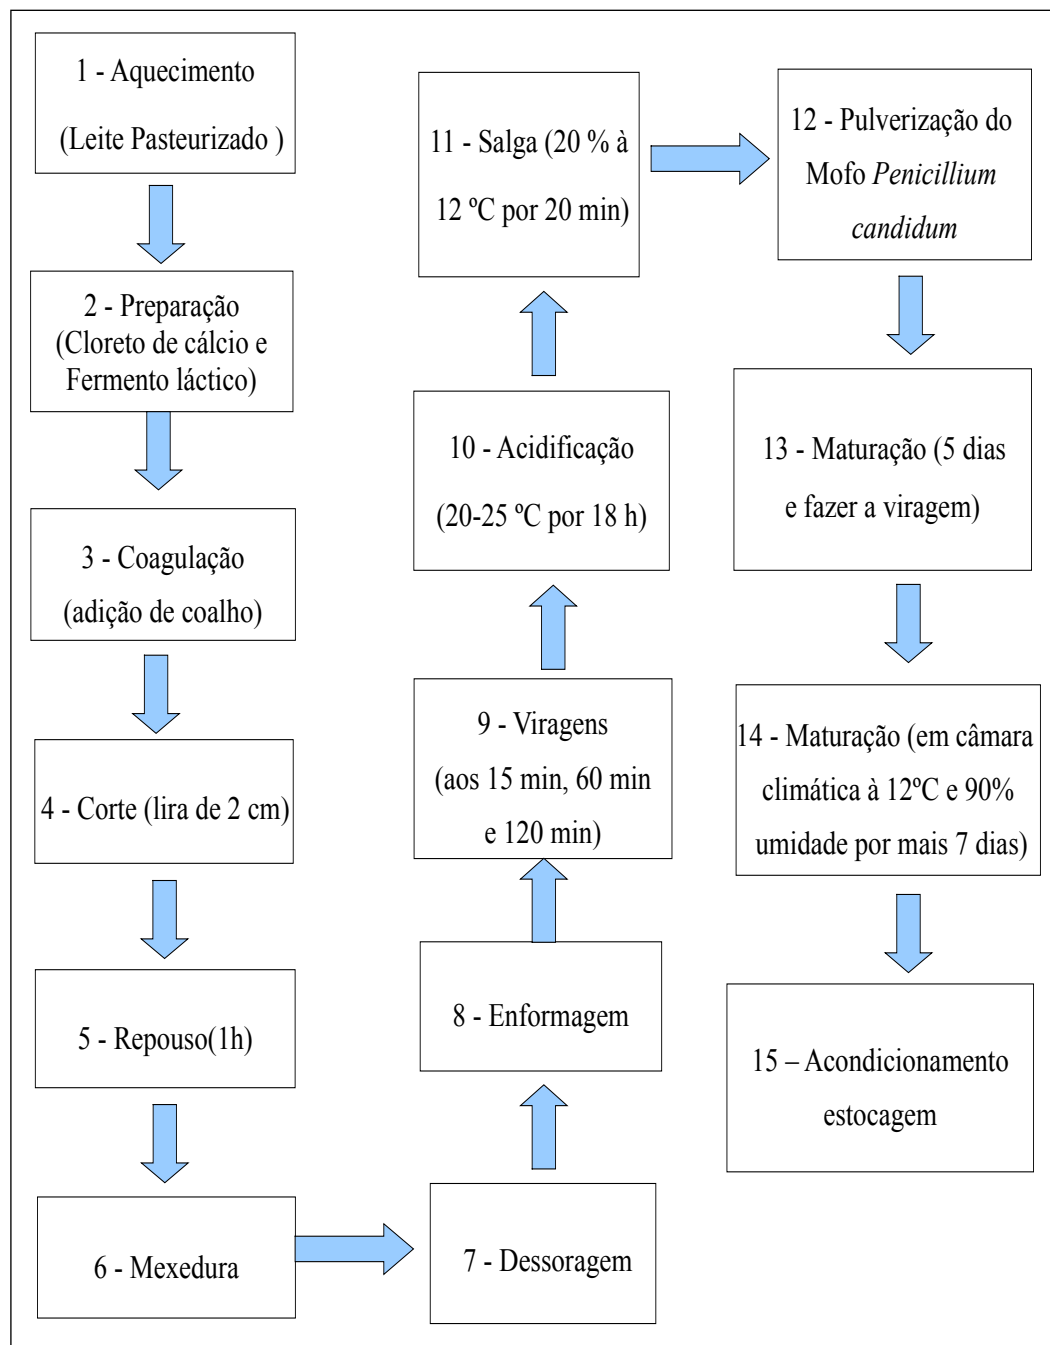 1 - Aquecimento
(Leite Pasteurizado )
2 - Preparação
(Cloreto de cálcio e
Fermento láctico)
3 - Coagulação
(adição de coalho)
4 - Corte (lira de 2 cm)
5 - Repouso(1h)
6 - Mexedura
7 - Dessoragem
8 - Enformagem
9 - Viragens
(aos 15 min, 60 min
e 120 min)
10 - Acidificação
(20-25 ºC por 18 h)
11 - Salga (20 % à
12 ºC por 20 min)
12 - Pulverização do
Mofo Penicillium
candidum
13 - Maturação (5 dias
e fazer a viragem)
14 - Maturação (em câmara
climática à 12ºC e 90%
umidade por mais 7 dias)
15 – Acondicionamento
estocagem